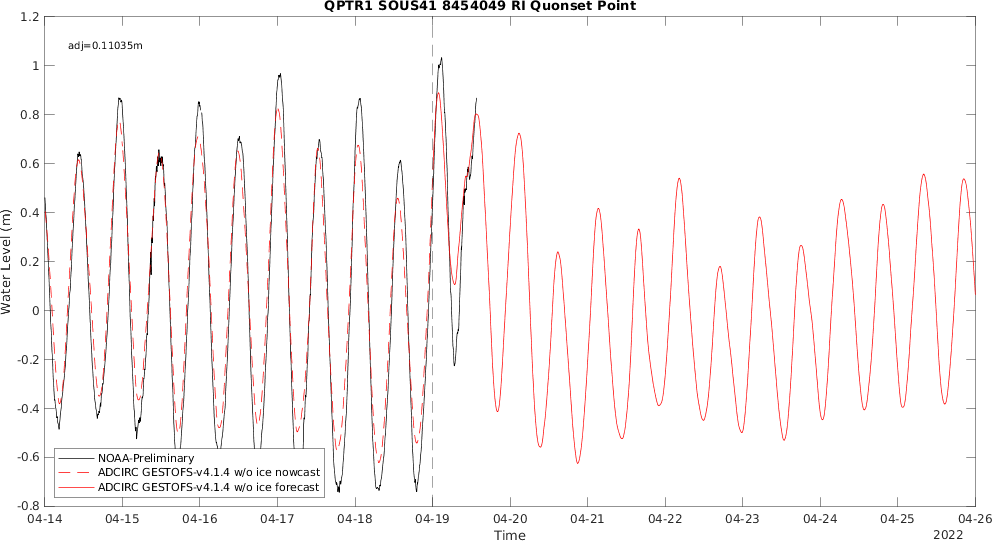 QPTR1 SOUS41 8454049 RI Quonset Point
adj=0.11035m
Water Level (m)
1.2
1
0.8
0.6
0.4
0.2
0
-0.2
-0.4
-0.6
-0.8
NOAA-Preliminary
ADCIRC GESTOFS-v4.1.4 w/o ice nowcast
ADCIRC GESTOFS-v4.1.4 w/o ice forecast
04-14 04-15 04-16 04-17 04-18 04-19 04-20 04-21 04-22 04-23 04-24 04-25 04-26
Time
2022